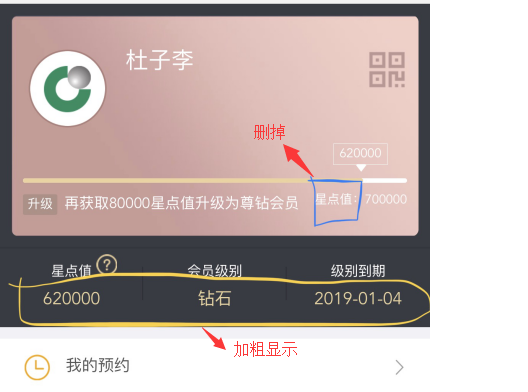 杜子李
删掉
620000
升级 再获取80000星点值升级为尊钻会员 星点值：700000
星点值 ? 会员级别 级别到期
620000 钻石 2019-01-04
加粗显示
我的预约